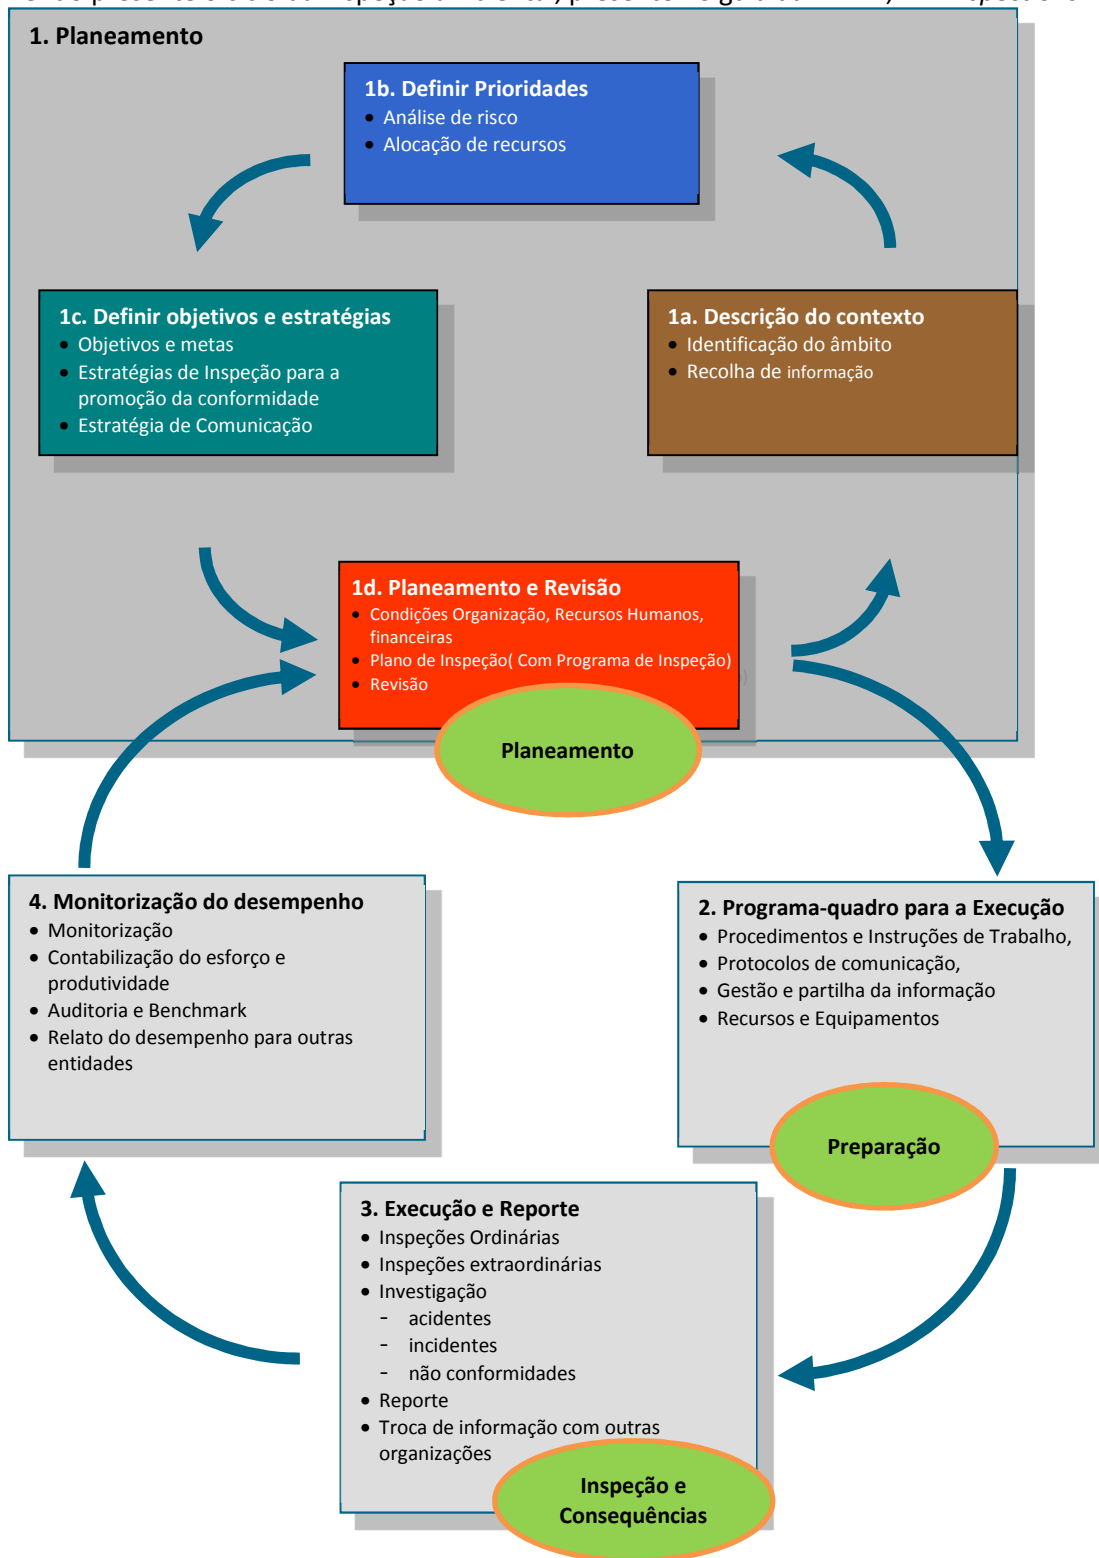 1. Planeamento
1b. Definir Prioridades
• Análise de risco
• Alocação de recursos
1c. Definir objetivos e estratégias
• Objetivos e metas
• Estratégias de Inspeção para a
promoção da conformidade
• Estratégia de Comunicação
1a. Descrição do contexto
• Identificação do âmbito
• Recolha de informação
1d. Planeamento e Revisão
• Condições Organização, Recursos Humanos,
financeiras
• Plano de Inspeção( Com Programa de Inspeção)
• Revisão
Planeamento
4. Monitorização do desempenho
• Monitorização
• Contabilização do esforço e
produtividade
• Auditoria e Benchmark
• Relato do desempenho para outras
entidades
2. Programa-quadro para a Execução
• Procedimentos e Instruções de Trabalho,
• Protocolos de comunicação,
• Gestão e partilha da informação
• Recursos e Equipamentos
Preparação
3. Execução e Reporte
• Inspeções Ordinárias
• Inspeções extraordinárias
• Investigação
- acidentes
- incidentes
- não conformidades
• Reporte
• Troca de informação com outras
organizações
Inspeção e
Consequências